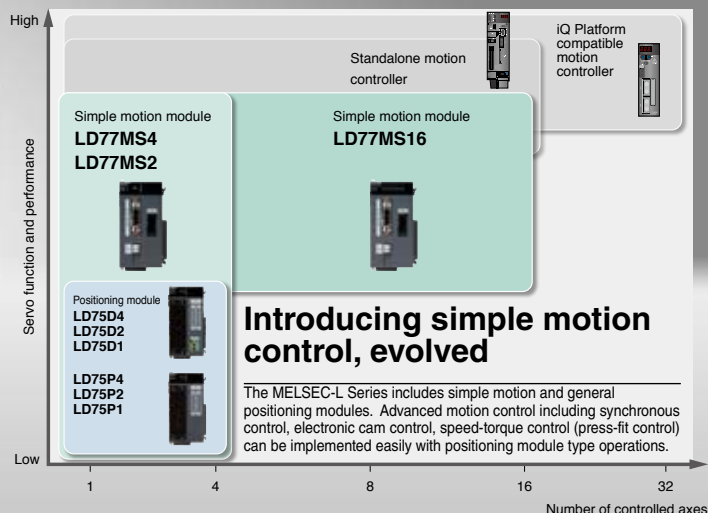 High
Servo function and performance
Low
iQ Platform
compatible
motion
controller
Standalone motion
controller
Simple motion module
LD77MS4
LD77MS2
Simple motion module
LD77MS16
Positioning module
LD75D4
LD75D2
LD75D1
LD75P4
LD75P2
LD75P1
Introducing simple motion
control, evolved
The MELSEC-L Series includes simple motion and general
positioning modules. Advanced motion control including synchronous
control, electronic cam control, speed-torque control (press-fit control)
can be implemented easily with positioning module type operations.
1 4 8 16 32
Number of controlled axes